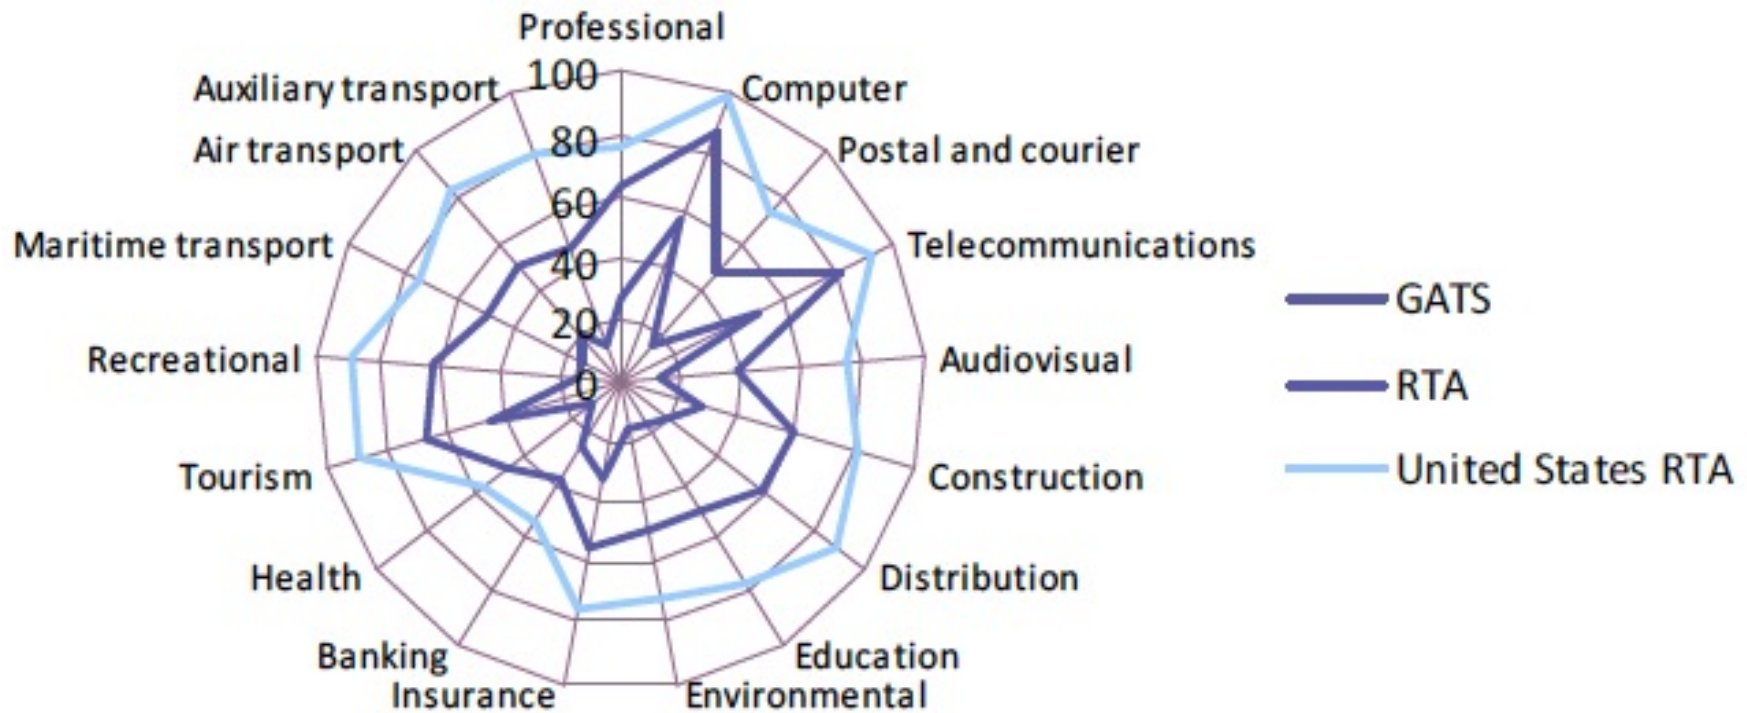 Professional
100
Computer
Auxiliary transport
80
Postal and courier
Air transport
60
Telecommunications
Maritime transport
40
20
Audiovisual
Recreational
0
Construction
Tourism
Distribution
Health
Education
Banking
Environmental
Insurance
GATS
RTA
United States RTA